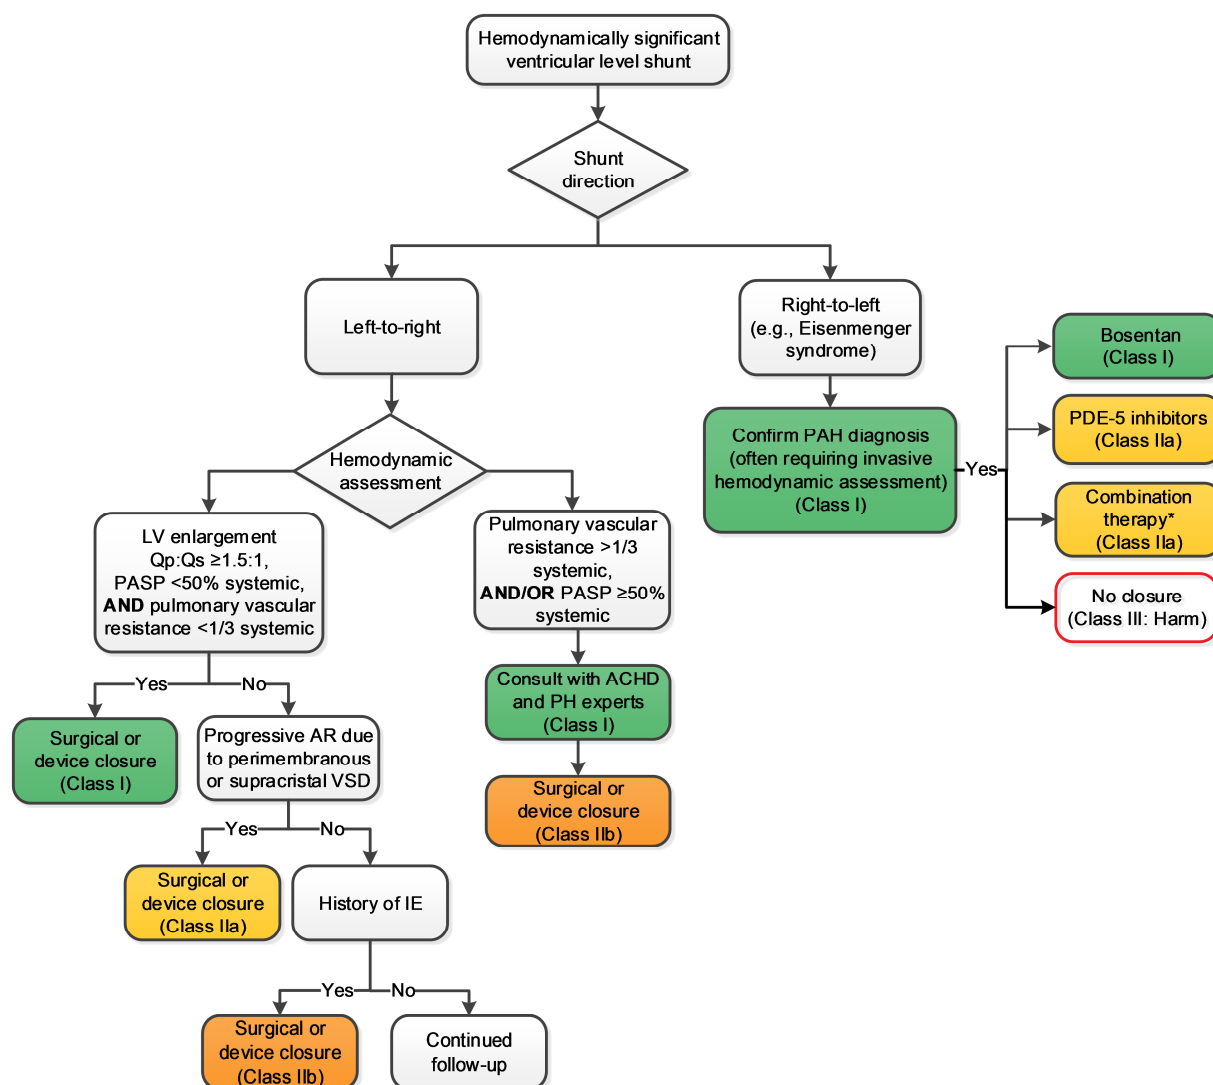 Hemodynamically significant
ventricular level shunt
Shunt
direction
Left-to-right
Right-to-left
(e.g., Eisenmenger
syndrome)
Bosentan
(Class I)
PDE-5 inhibitors
(Class IIa)
Confirm PAH diagnosis
(often requiring invasive
hemodynamic assessment)
(Class I)
Yes
Combination
therapy*
(Class IIa)
No closure
(Class III: Harm)
Hemodynamic
assessment
LV enlargement
Qp:Qs ≥1.5:1,
PASP <50% systemic,
AND pulmonary vascular
resistance <1/3 systemic
Pulmonary vascular
resistance >1/3
systemic,
AND/OR PASP ≥50%
systemic
Yes
No
Consult with ACHD
and PH experts
(Class I)
Surgical or
device closure
(Class I)
Progressive AR due
to perimembranous
or supracristal VSD
Surgical or
device closure
(Class IIb)
Yes
No
Surgical or
device closure
(Class IIa)
History of IE
Yes
No
Surgical or
device closure
(Class IIb)
Continued
follow-up